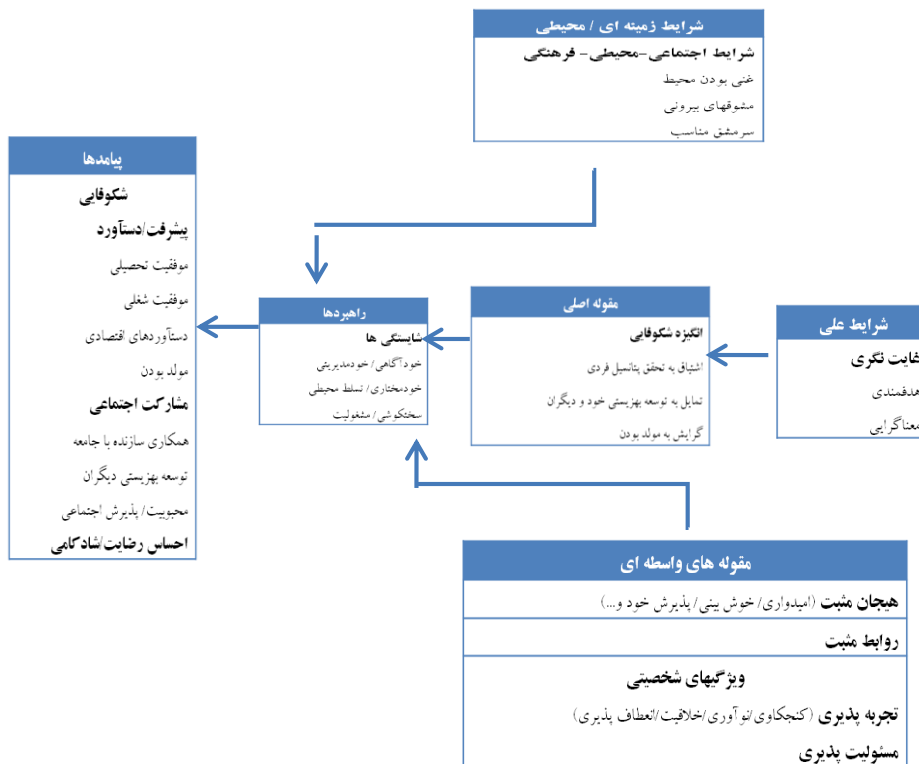 شرایط زمینه ای / محیطی
شرایط اجتماعی-محیطی- فرهنگی
غنی بودن محیط
مشوقهای بیرونی
سرمشق مناسب
شرایط علی
غایت نگری
هدفمندی
معناگرایی
مقوله اصلی
انگیزه شکوفایی
اشتیاق به تحقق پتانسیل فردی
تمایل به توسعه بهزیستی خود و دیگران
گرایش به مولد بودن
راهبردها
شایستگی ها
خودآگاهی/ خودمدیریتی
خودمختاری/ تسلط محیطی
سختکوشی/ مشغولیت
پیامدها
شکوفایی
پیشرفت/دستآورد
موفقیت تحصیلی
موفقیت شغلی
دستآوردهای اقتصادی
مولد بودن
مشارکت اجتماعی
همکاری سازنده با جامعه
توسعه بهزیستی دیگران
محبوبیت/ پذیرش اجتماعی
احساس رضایت/شادکامی
مقوله های واسطه ای
هیجان مثبت (امیدواری/ خوش بینی/ پذیرش خود و...)
روابط مثبت
ویژگیهای شخصیتی
تجربه پذیری (کنجکاوی/نوآوری/خلاقیت/انعطاف پذیری)
مسئولیت پذیری